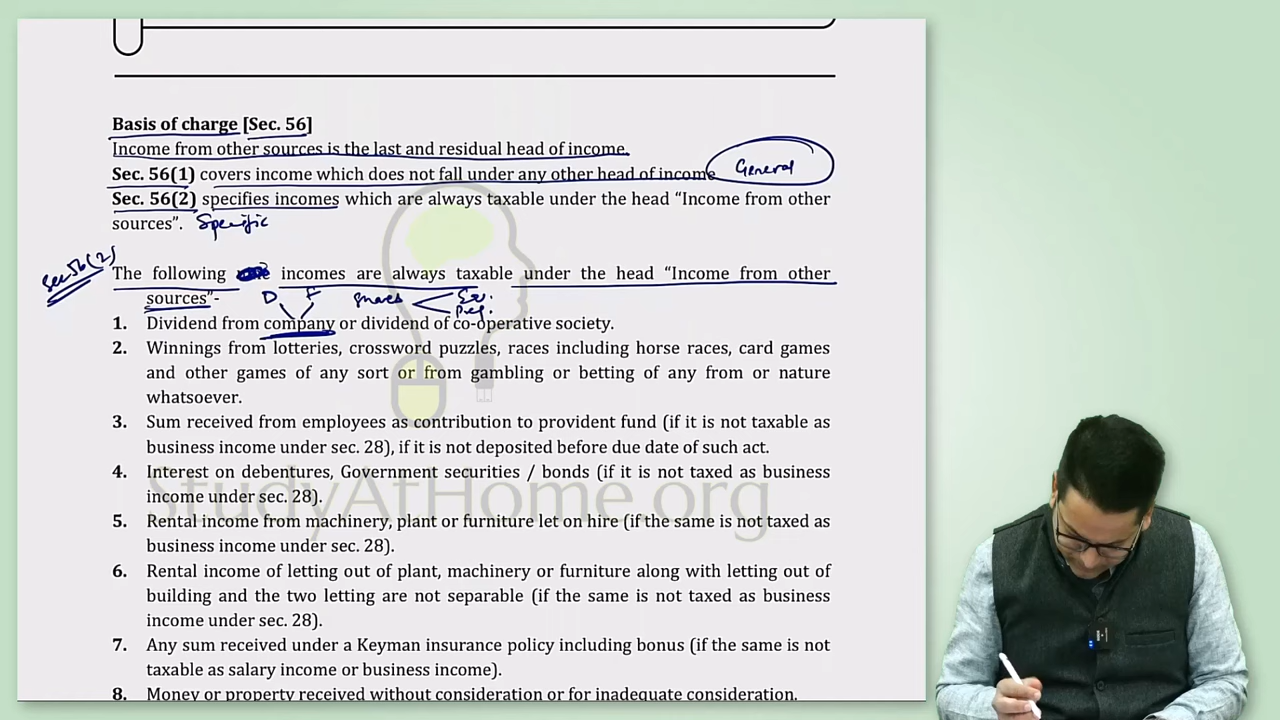 Basis of charge [Sec. 56]
Income from other sources is the last and residual head of income.
Sec. 56(1) covers income which does not fall under any other head of income General
Sec. 56(2) specifies incomes which are always taxable under the head “Income from other
sources”. Specific
Sec 56(2)
The following incomes are always taxable under the head “Income from other
sources”-
D F Shares
1. Dividend from company or dividend of co-operative society.
2. Winnings from lotteries, crossword puzzles, races including horse races, card games
and other games of any sort or from gambling or betting of any from or nature
whatsoever.
3. Sum received from employees as contribution to provident fund (if it is not taxable as
business income under sec. 28), if it is not deposited before due date of such act.
4. Interest on debentures, Government securities / bonds (if it is not taxed as business
income under sec. 28).
StudyAtHome.org
5. Rental income from machinery, plant or furniture let on hire (if the same is not taxed as
business income under sec. 28).
6. Rental income of letting out of plant, machinery or furniture along with letting out of
building and the two letting are not separable (if the same is not taxed as business
income under sec. 28).
7. Any sum received under a Keyman insurance policy including bonus (if the same is not
taxable as salary income or business income).
8. Money or property received without consideration or for inadequate consideration.